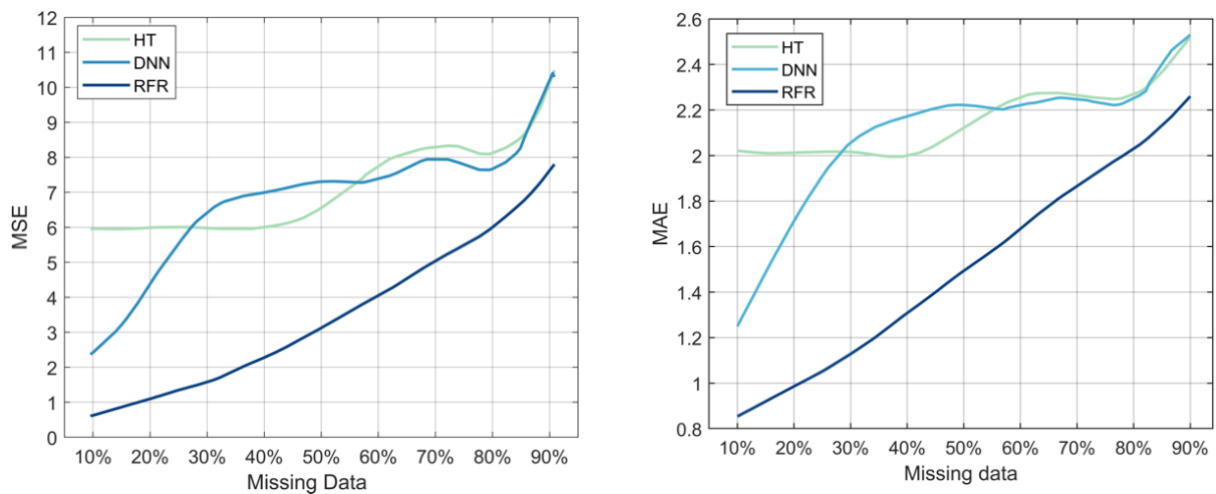 12
11
10
9
8
7
6
5
4
3
2
1
0
MSE
HT
DNN
RFR
10% 20% 30% 40% 50% 60% 70% 80% 90%
Missing Data
2.6
2.4
2.2
2
1.8
1.6
1.4
1.2
1
0.8
MAE
HT
DNN
RFR
10% 20% 30% 40% 50% 60% 70% 80% 90%
Missing data